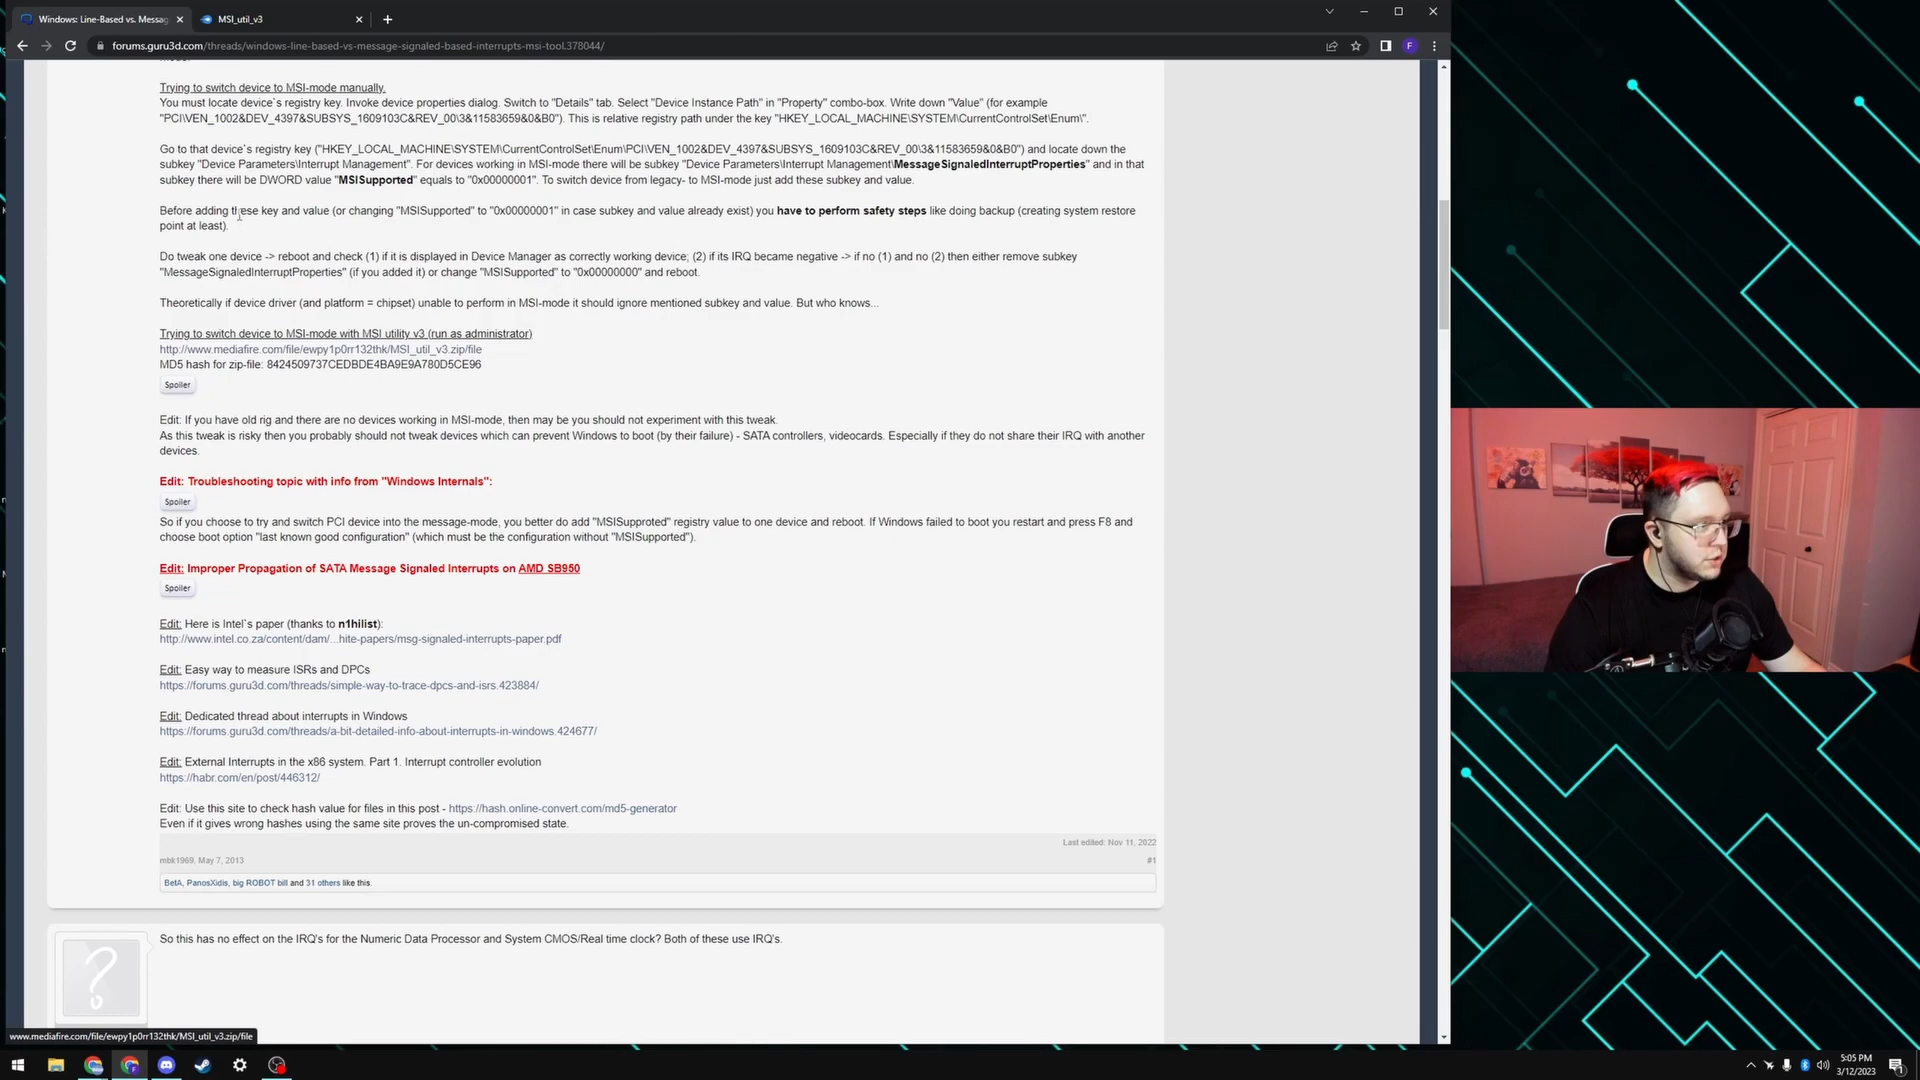 Windows: Line-Based vs. Messag
MSI_util_v3
forums.guru3d.com/threads/windows-line-based-vs-message-signaled-based-interrupts-msi-tool.378044/
F
Trying to switch device to MSI-mode manually.
You must locate device`s registry key. Invoke device properties dialog. Switch to "Details" tab. Select "Device Instance Path" in "Property" combo-box. Write down "Value" (for example
"PCI\VEN_1002&DEV_4397&SUBSYS_1609103C&REV_00\3&11583659&0&B0"). This is relative registry path under the key "HKEY_LOCAL_MACHINE\SYSTEM\CurrentControlSet\Enum\".
Go to that device`s registry key ("HKEY_LOCAL_MACHINE\SYSTEM\CurrentControlSet\Enum\PCI\VEN_1002&DEV_4397&SUBSYS_1609103C&REV_00\3&11583659&0&B0") and locate down the
subkey "Device Parameters\Interrupt Management". For devices working in MSI-mode there will be subkey "Device Parameters\Interrupt Management\MessageSignaledInterruptProperties" and in that
subkey there will be DWORD value "MSISupported" equals to "0x00000001". To switch device from legacy- to MSI-mode just add these subkey and value.
Before adding these key and value (or changing "MSISupported" to "0x00000001" in case subkey and value already exist) you have to perform safety steps like doing backup (creating system restore
point at least).
Do tweak one device -> reboot and check (1) if it is displayed in Device Manager as correctly working device; (2) if its IRQ became negative -> if no (1) and no (2) then either remove subkey
"MessageSignaledInterruptProperties" (if you added it) or change "MSISupported" to "0x00000000" and reboot.
Theoretically if device driver (and platform = chipset) unable to perform in MSI-mode it should ignore mentioned subkey and value. But who knows...
Trying to switch device to MSI-mode with MSI utility v3 (run as administrator)
http://www.mediafire.com/file/ewpy1p0rr132thk/MSI_util_v3.zip/file
MD5 hash for zip-file: 8424509737CEDBDE4BA9E9A780D5CE96
Spoiler
Edit: If you have old rig and there are no devices working in MSI-mode, then may be you should not experiment with this tweak.
As this tweak is risky then you probably should not tweak devices which can prevent Windows to boot (by their failure) - SATA controllers, videocards. Especially if they do not share their IRQ with another
devices.
Edit: Troubleshooting topic with info from "Windows Internals":
Spoiler
So if you choose to try and switch PCI device into the message-mode, you better do add "MSISupproted" registry value to one device and reboot. If Windows failed to boot you restart and press F8 and
choose boot option "last known good configuration" (which must be the configuration without "MSISupported").
Edit: Improper Propagation of SATA Message Signaled Interrupts on AMD SB950
Spoiler
Edit: Here is Intel`s paper (thanks to n1hilist):
http://www.intel.co.za/content/dam/...hite-papers/msg-signaled-interrupts-paper.pdf
Edit: Easy way to measure ISRs and DPCs
https://forums.guru3d.com/threads/simple-way-to-trace-dpcs-and-isrs.423884/
Edit: Dedicated thread about interrupts in Windows
https://forums.guru3d.com/threads/a-bit-detailed-info-about-interrupts-in-windows.424677/
Edit: External Interrupts in the x86 system. Part 1. Interrupt controller evolution
https://habr.com/en/post/446312/
Edit: Use this site to check hash value for files in this post - https://hash.online-convert.com/md5-generator
Even if it gives wrong hashes using the same site proves the un-compromised state.
Last edited: Nov 11, 2022
mbk1969, May 7, 2013
#1
BetA, PanosXidis, big ROBOT bill and 31 others like this.
So this has no effect on the IRQ's for the Numeric Data Processor and System CMOS/Real time clock? Both of these use IRQ's.
www.mediafire.com/file/ewpy1p0rr132thk/MSI_util_v3.zip/file
5:05 PM
3/12/2023